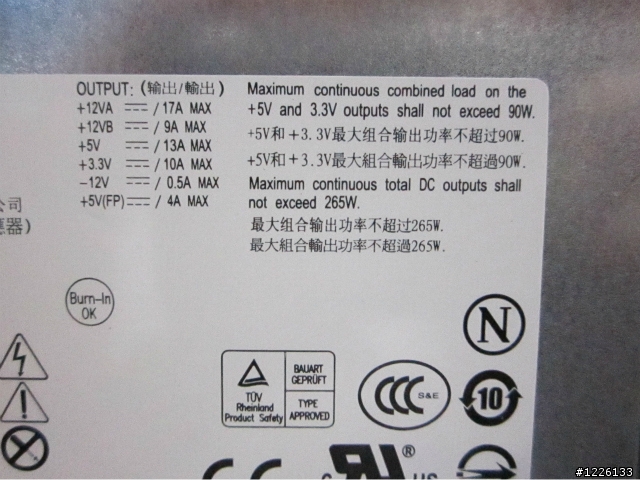 OUTPUT: (输出/輸出)
+12VA ⎓ / 17A MAX
+12VB ⎓ / 9A MAX
+5V ⎓ / 13A MAX
+3.3V ⎓ / 10A MAX
-12V ⎓ / 0.5A MAX
+5V(FP) ⎓ / 4A MAX
Maximum continuous combined load on the
+5V and 3.3V outputs shall not exceed 90W.
+5V和+3.3V最大组合输出功率不超过90W.
+5V和+3.3V最大組合輸出功率不超過90W.
Maximum continuous total DC outputs shall
not exceed 265W.
最大组合输出功率不超过265W.
最大組合輸出功率不超過265W.
公司
應器)
Burn-In
OK
N
TÜV
Rheinland
Product Safety
BAUART
GEPRÜFT
TYPE
APPROVED
CCC S&E
10
CE
c RU ® US
#1226133